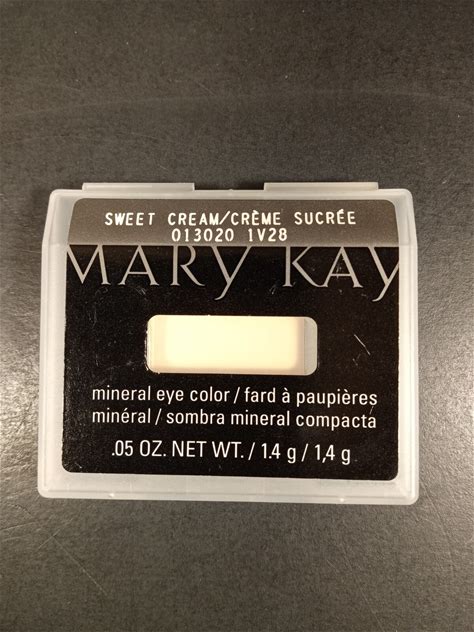 SWEET CREAM/CRÈME SUCRÉE
013020 1V28
MARY KAY
mineral eye color / fard à paupières
minéral / sombra mineral compacta
.05 OZ. NET WT. / 1.4 g / 1,4 g